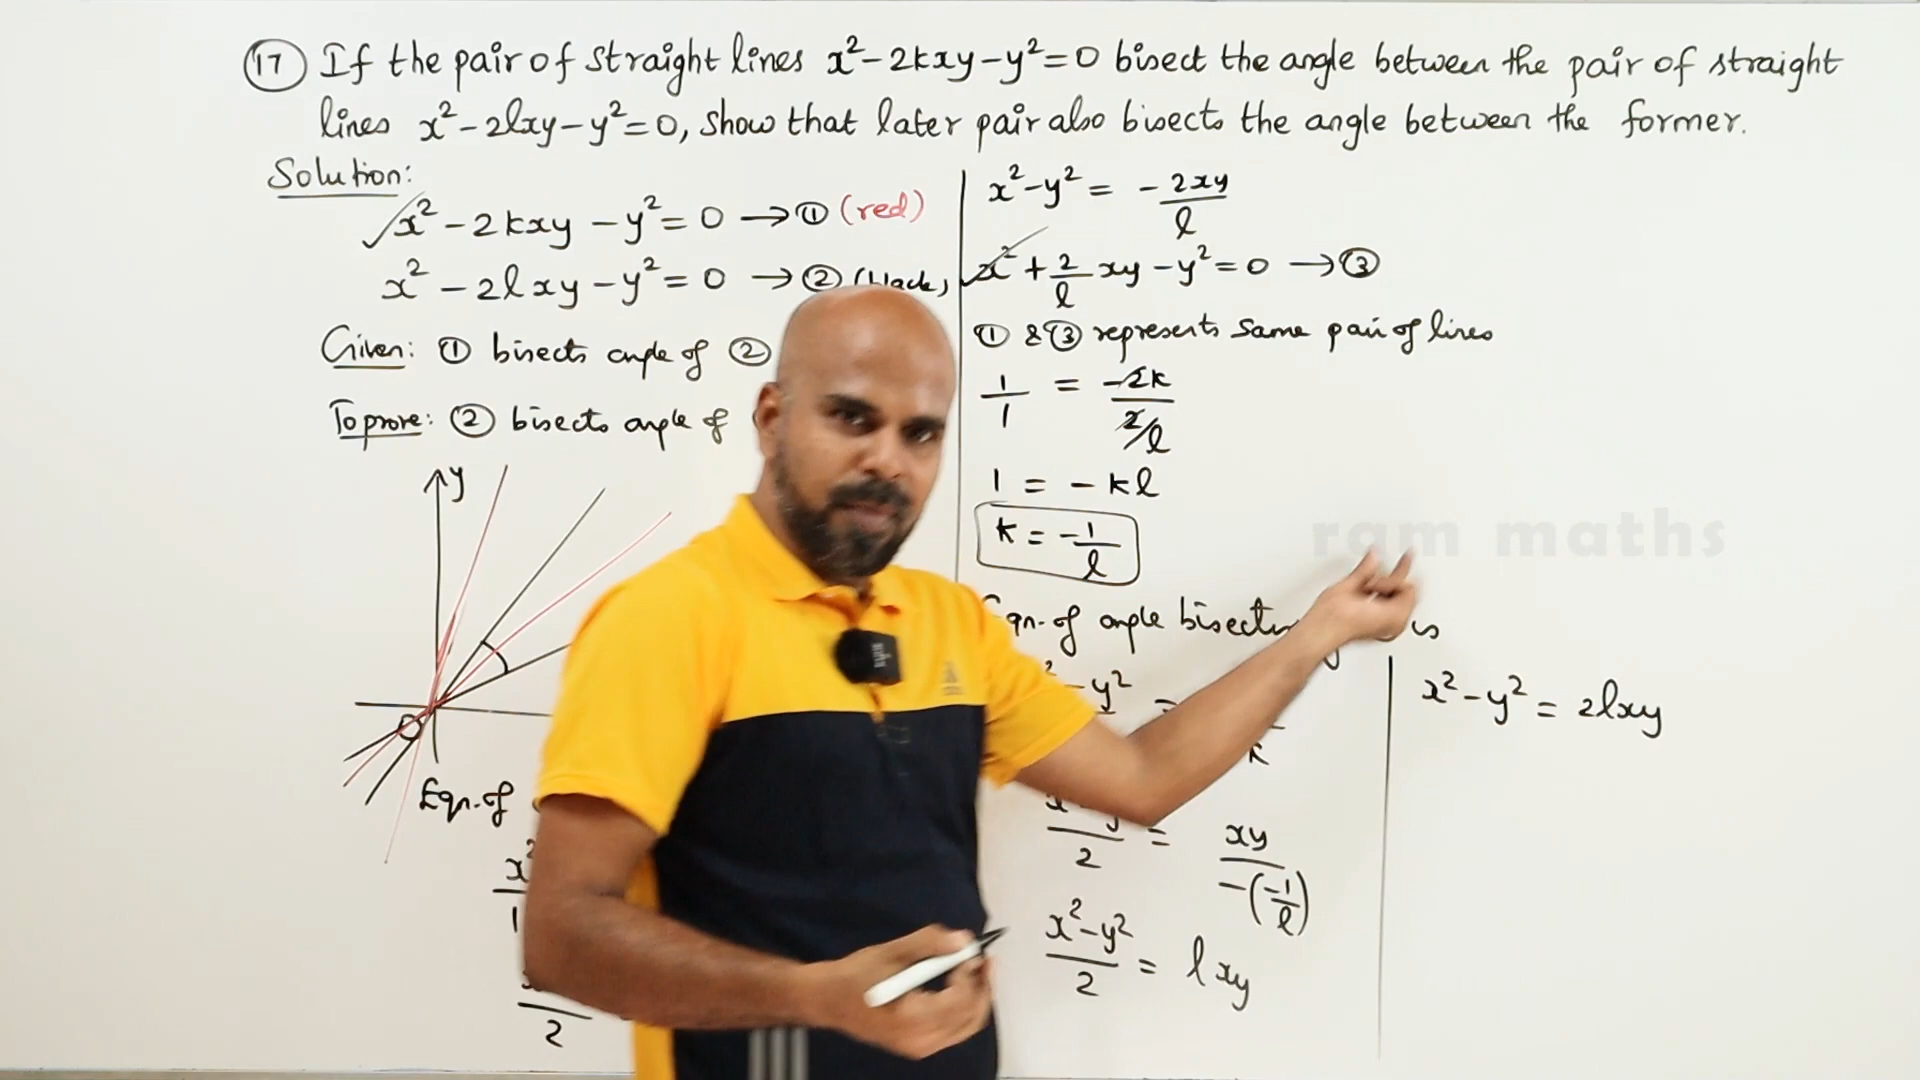 17 If the pair of straight lines x²-2kxy-y²=0 bisect the angle between the pair of straight
lines x²-2lxy-y²=0, show that later pair also bisects the angle between the former.
Solution:
x²-2kxy-y²=0 → ① (red)
x²-2lxy-y²=0 → ②
Given: ① bisects angle of ②
To prove: ② bisects angle of
y
Eqn. of
x²-y² = -2xy/l
x²+2/l xy-y²=0 → ③
① & ③ represents same pair of lines
1/1 = -2k/(2/l)
1 = -kl
k = -1/l
Eqn. of angle bisector is
-y² =
/2 = xy/-(-1/l)
x²-y²/2 = lxy
x²-y² = 2lxy
ram maths